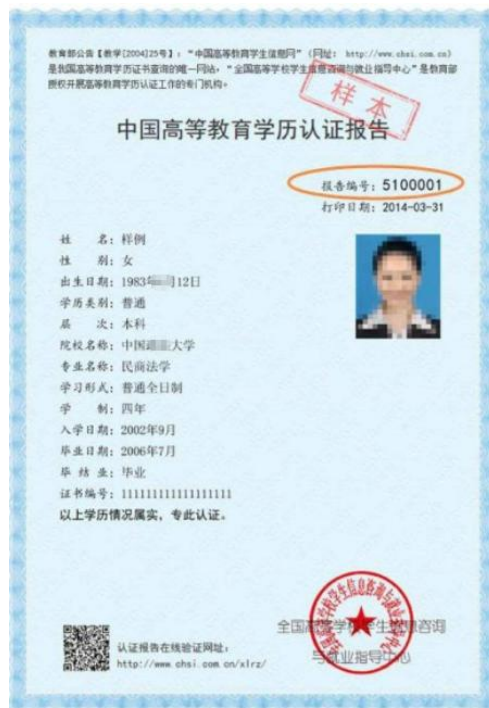 教育部公告【教学[2004]25号】：“中国高等教育学生信息网”（网址： http://www.chsi.com.cn）
是我国高等教育学历证书查询的唯一网站，“全国高等学校学生信息咨询与就业指导中心”是教育部
授权开展高等教育学历认证工作的专门机构。
样本
中国高等教育学历认证报告
报告编号：5100001
打印日期：2014-03-31
姓 名：样例
性 别：女
出生日期：1983年 月12日
学历类别：普通
层 次：本科
院校名称：中国 大学
专业名称：民商法学
学习形式：普通全日制
学 制：四年
入学日期：2002年9月
毕业日期：2006年7月
毕 结 业：毕业
证书编号：111111111111111111
以上学历情况属实，专此认证。
全国高等学校学生信息咨询
与就业指导中心
认证报告在线验证网址：
http://www.chsi.com.cn/xlrz/